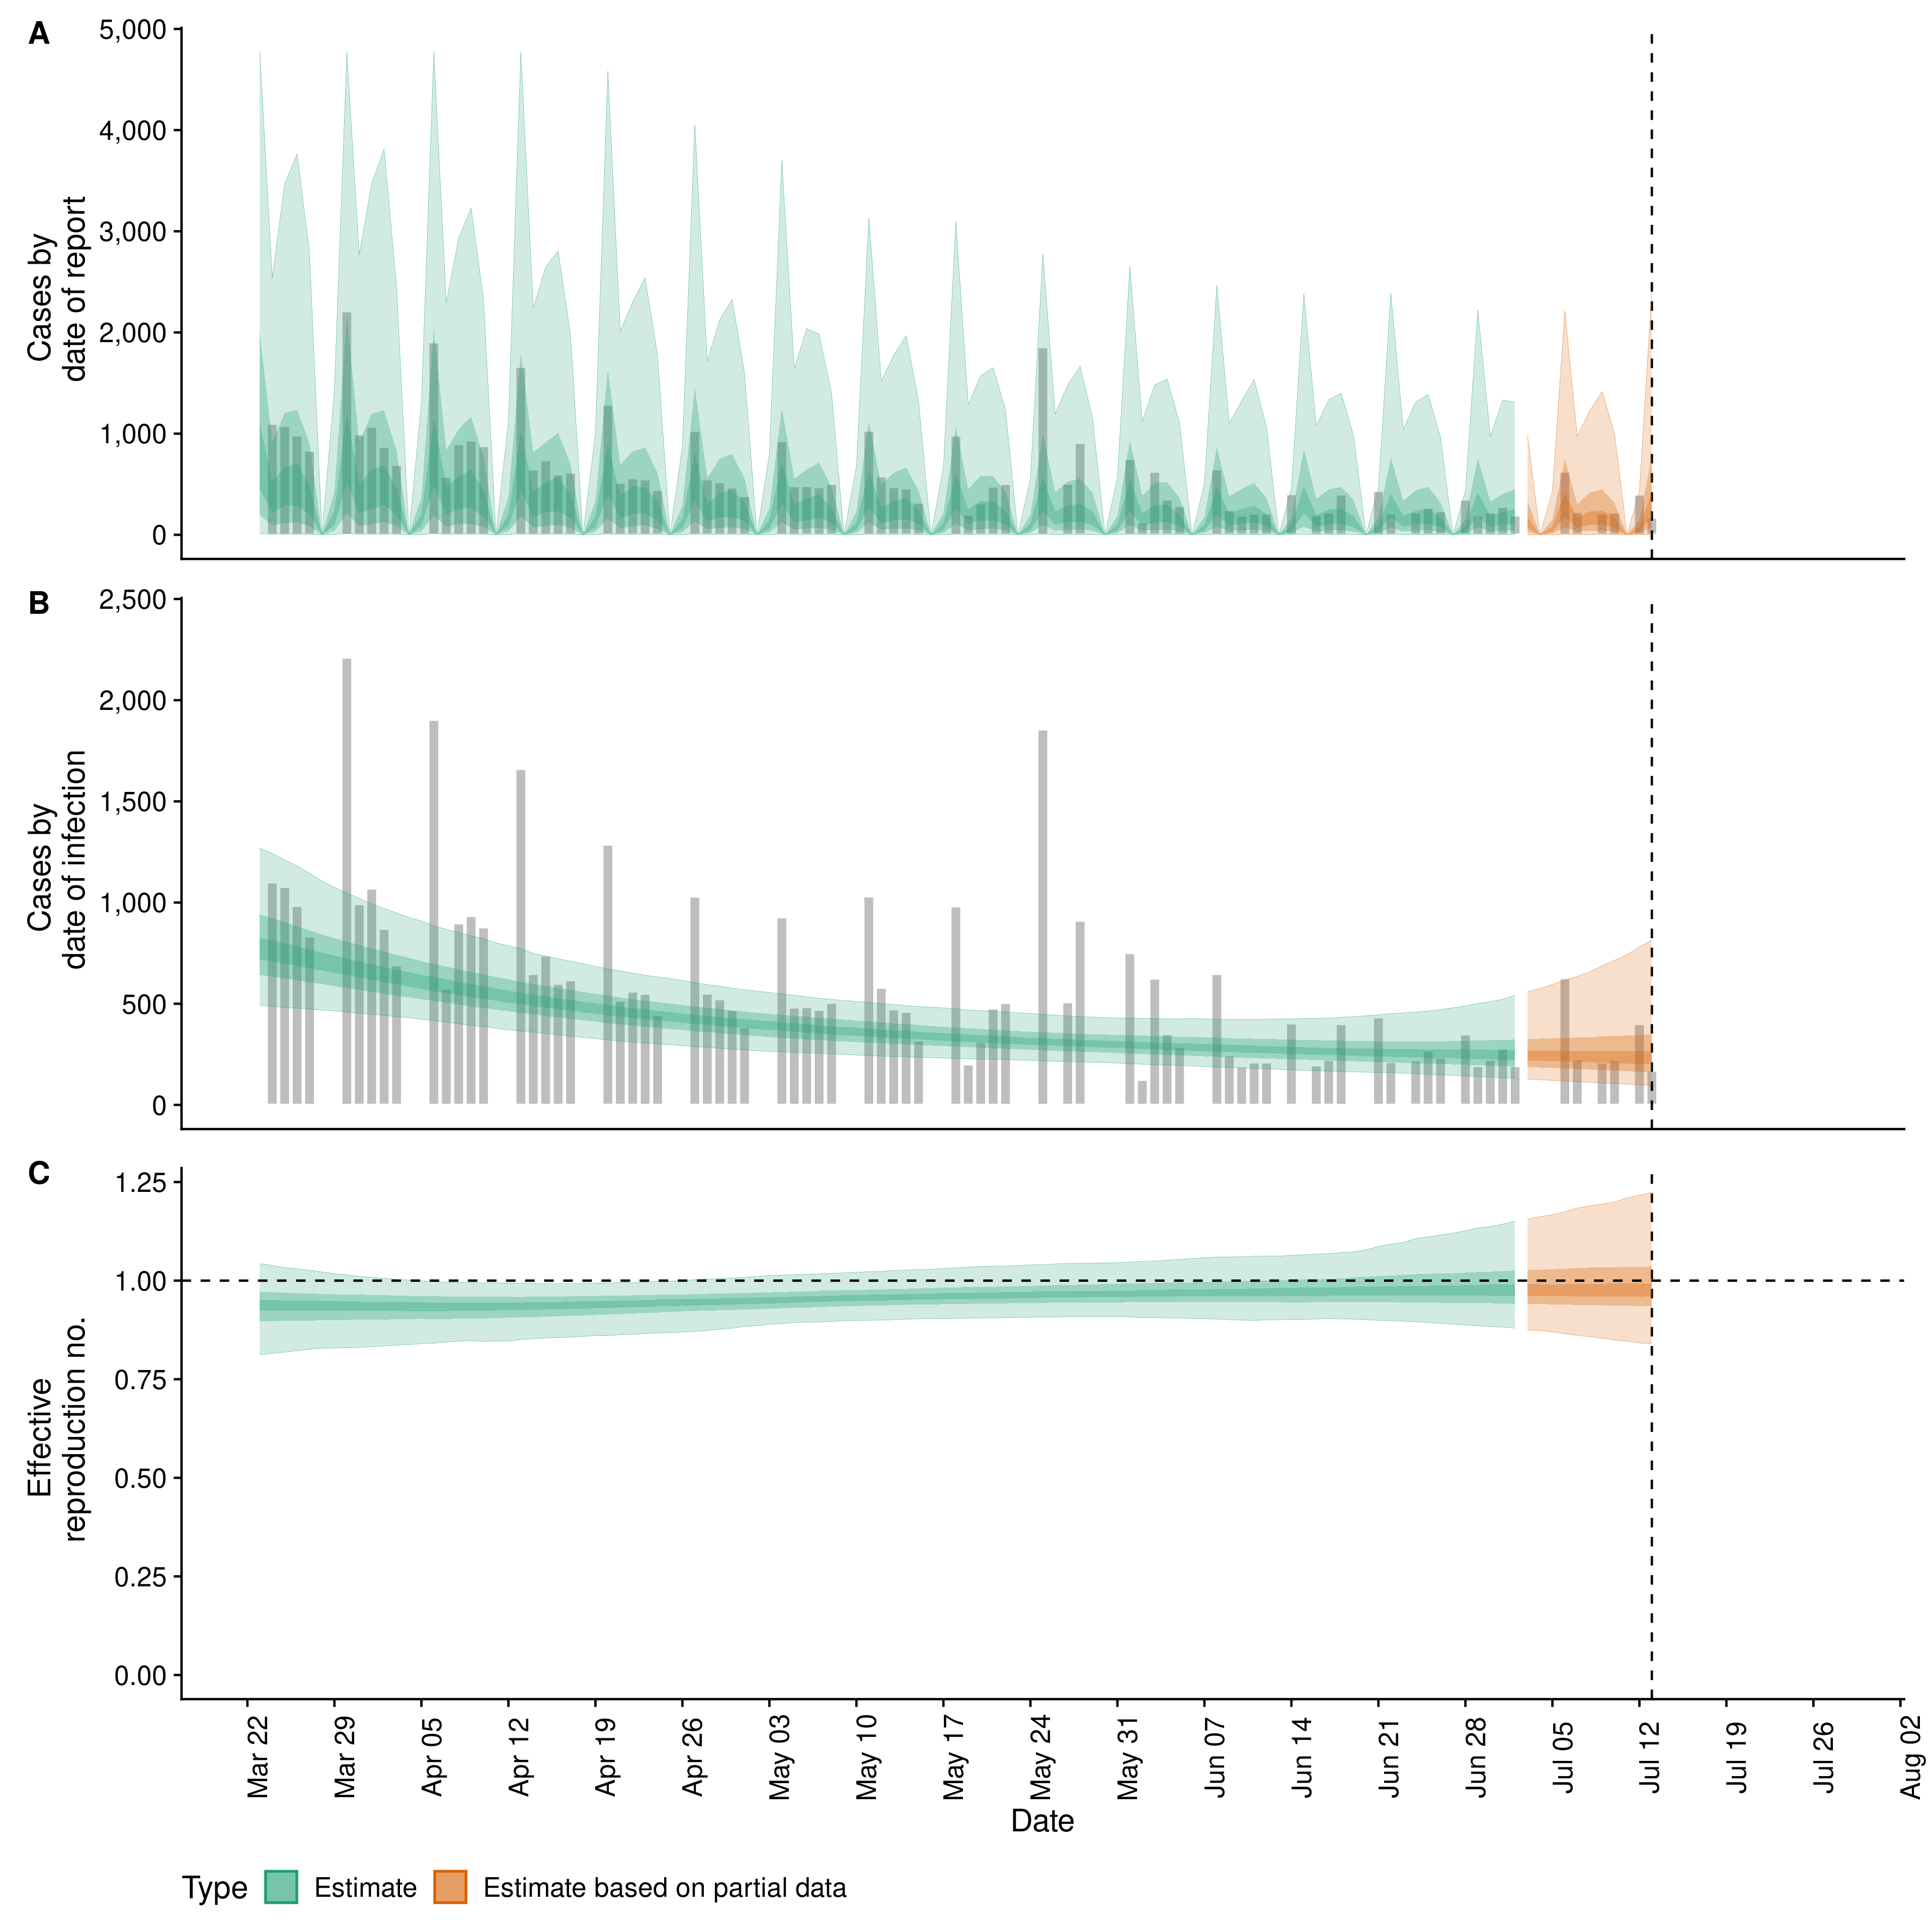 A
Cases by
date of report
5,000
4,000
3,000
2,000
1,000
0
B
Cases by
date of infection
2,500
2,000
1,500
1,000
500
0
C
Effective
reproduction no.
1.25
1.00
0.75
0.50
0.25
0.00
Mar 22
Mar 29
Apr 05
Apr 12
Apr 19
Apr 26
May 03
May 10
May 17
May 24
May 31
Jun 07
Jun 14
Jun 21
Jun 28
Jul 05
Jul 12
Jul 19
Jul 26
Aug 02
Date
Type Estimate Estimate based on partial data